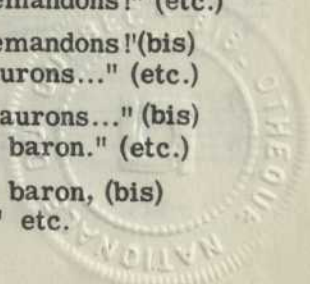 emandons!" (etc.)
emandons!'(bis)
urons..." (etc.)
aurons..." (bis)
baron." (etc.)
baron, (bis)
" etc.